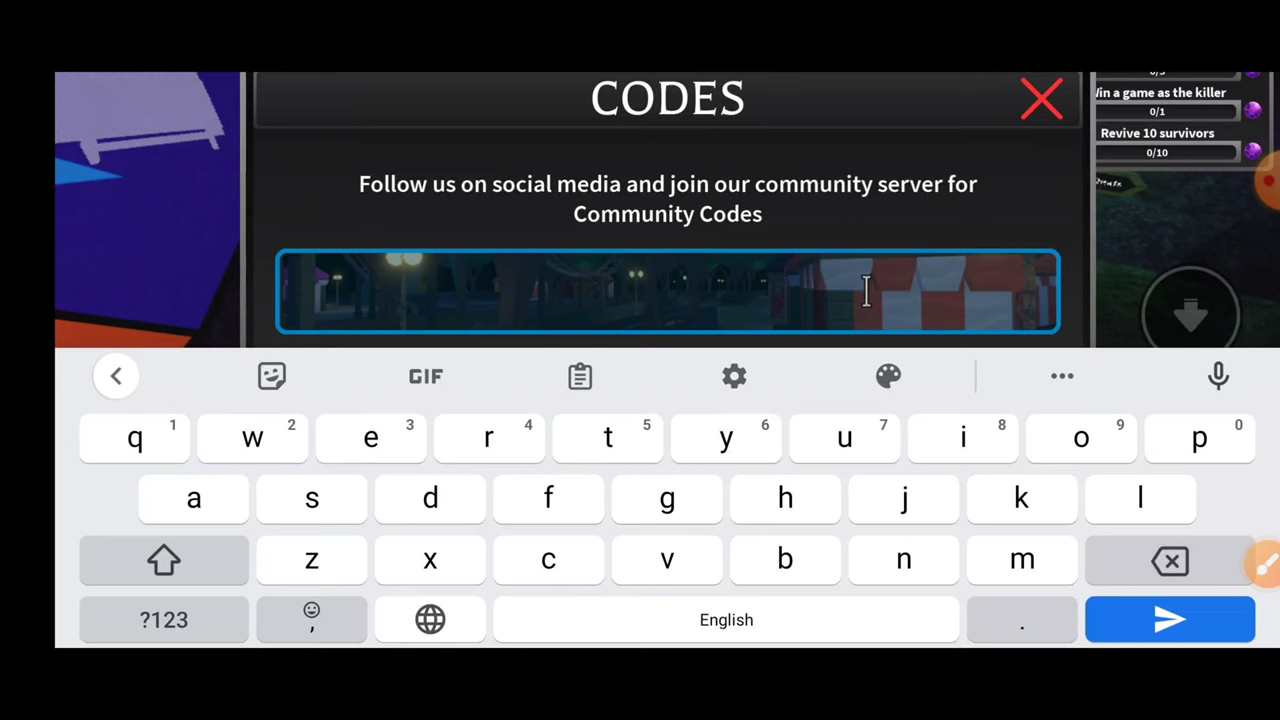 CODES
Follow us on social media and join our community server for
Community Codes
Win a game as the killer
0/1
Revive 10 survivors
0/10
GIF
q 1 w 2 e 3 r 4 t 5 y 6 u 7 i 8 o 9 p 0
a s d f g h j k l
z x c v b n m
?123 , English .